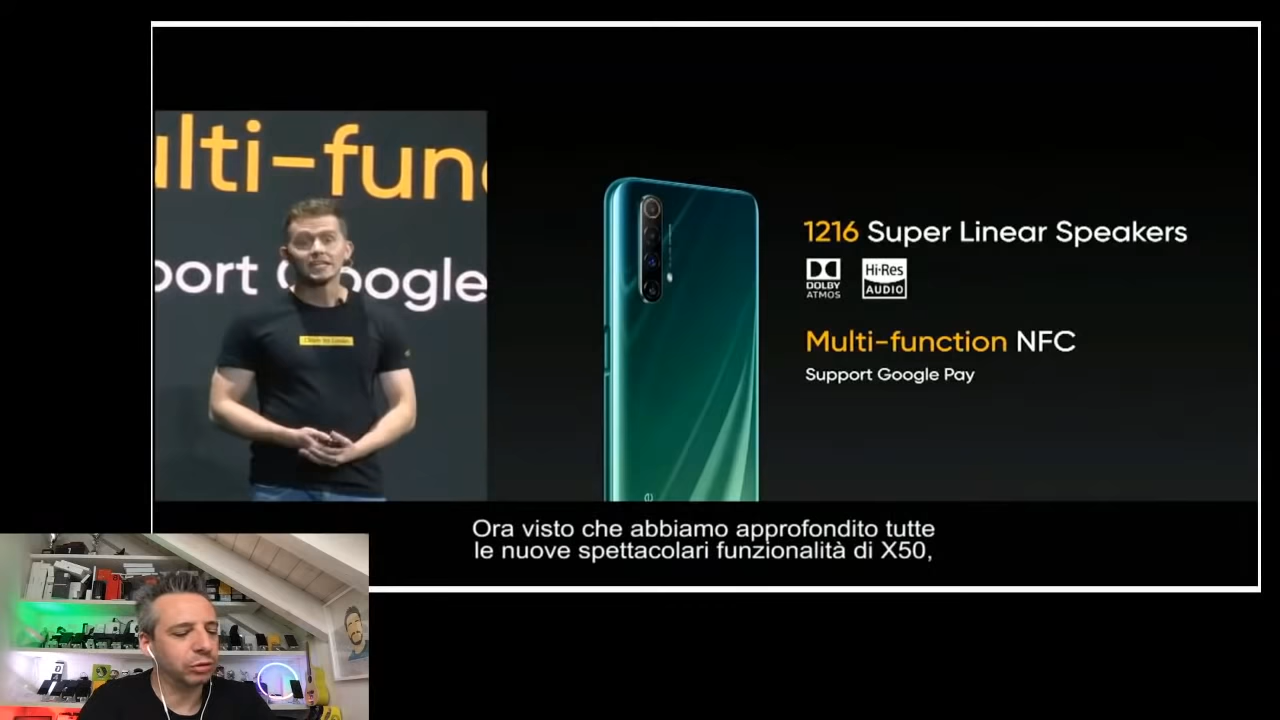 ulti-func
port Google
1216 Super Linear Speakers
DOLBY
ATMOS
Hi-Res
AUDIO
Multi-function NFC
Support Google Pay
Ora visto che abbiamo approfondito tutte
le nuove spettacolari funzionalità di X50,